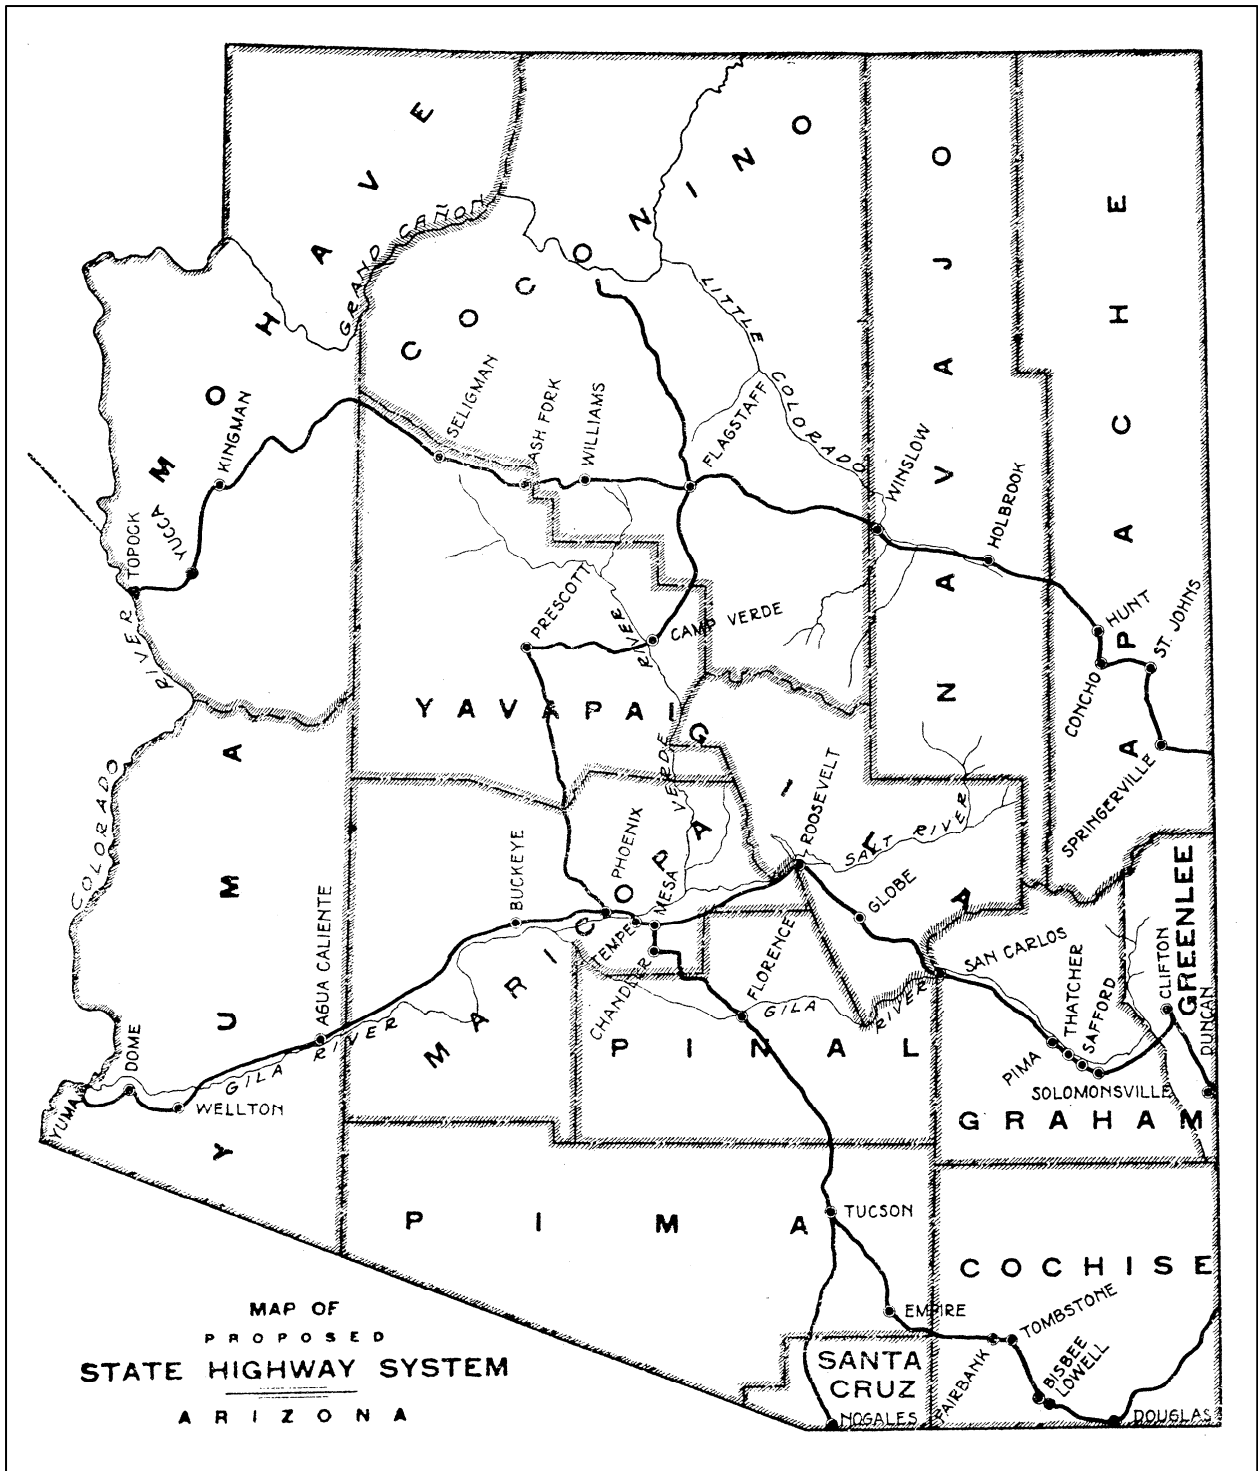 MOHAVE
COCONINO
NAVAJO
APACHE
GRAND CAÑON
LITTLE COLORADO
SELIGMAN
ASH FORK
WILLIAMS
FLAGSTAFF
WINSLOW
HOLBROOK
KINGMAN
YUCCA
TOPOCK
HUNT
ST. JOHNS
CONCHO
SPRINGERVILLE
PRESCOTT
CAMP VERDE
VERDE RIVER
YAVAPAI
GILA
COLORADO RIVER
YUMA
ROOSEVELT
SALT RIVER
PHOENIX
MESA
TEMPE
CHANDLER
BUCKEYE
MARICOPA
AGUA CALIENTE
GLOBE
SAN CARLOS
FLORENCE
GILA RIVER
GILA RIVER
PINAL
GREENLEE
CLIFTON
DUNCAN
THATCHER
SAFFORD
PIMA
SOLOMONSVILLE
GRAHAM
DOME
WELLTON
YUMA
PIMA
TUCSON
COCHISE
EMPIRE
TOMBSTONE
FAIRBANK
BISBEE
LOWELL
DOUGLAS
SANTA
CRUZ
NOGALES
MAP OF
PROPOSED
STATE HIGHWAY SYSTEM
ARIZONA